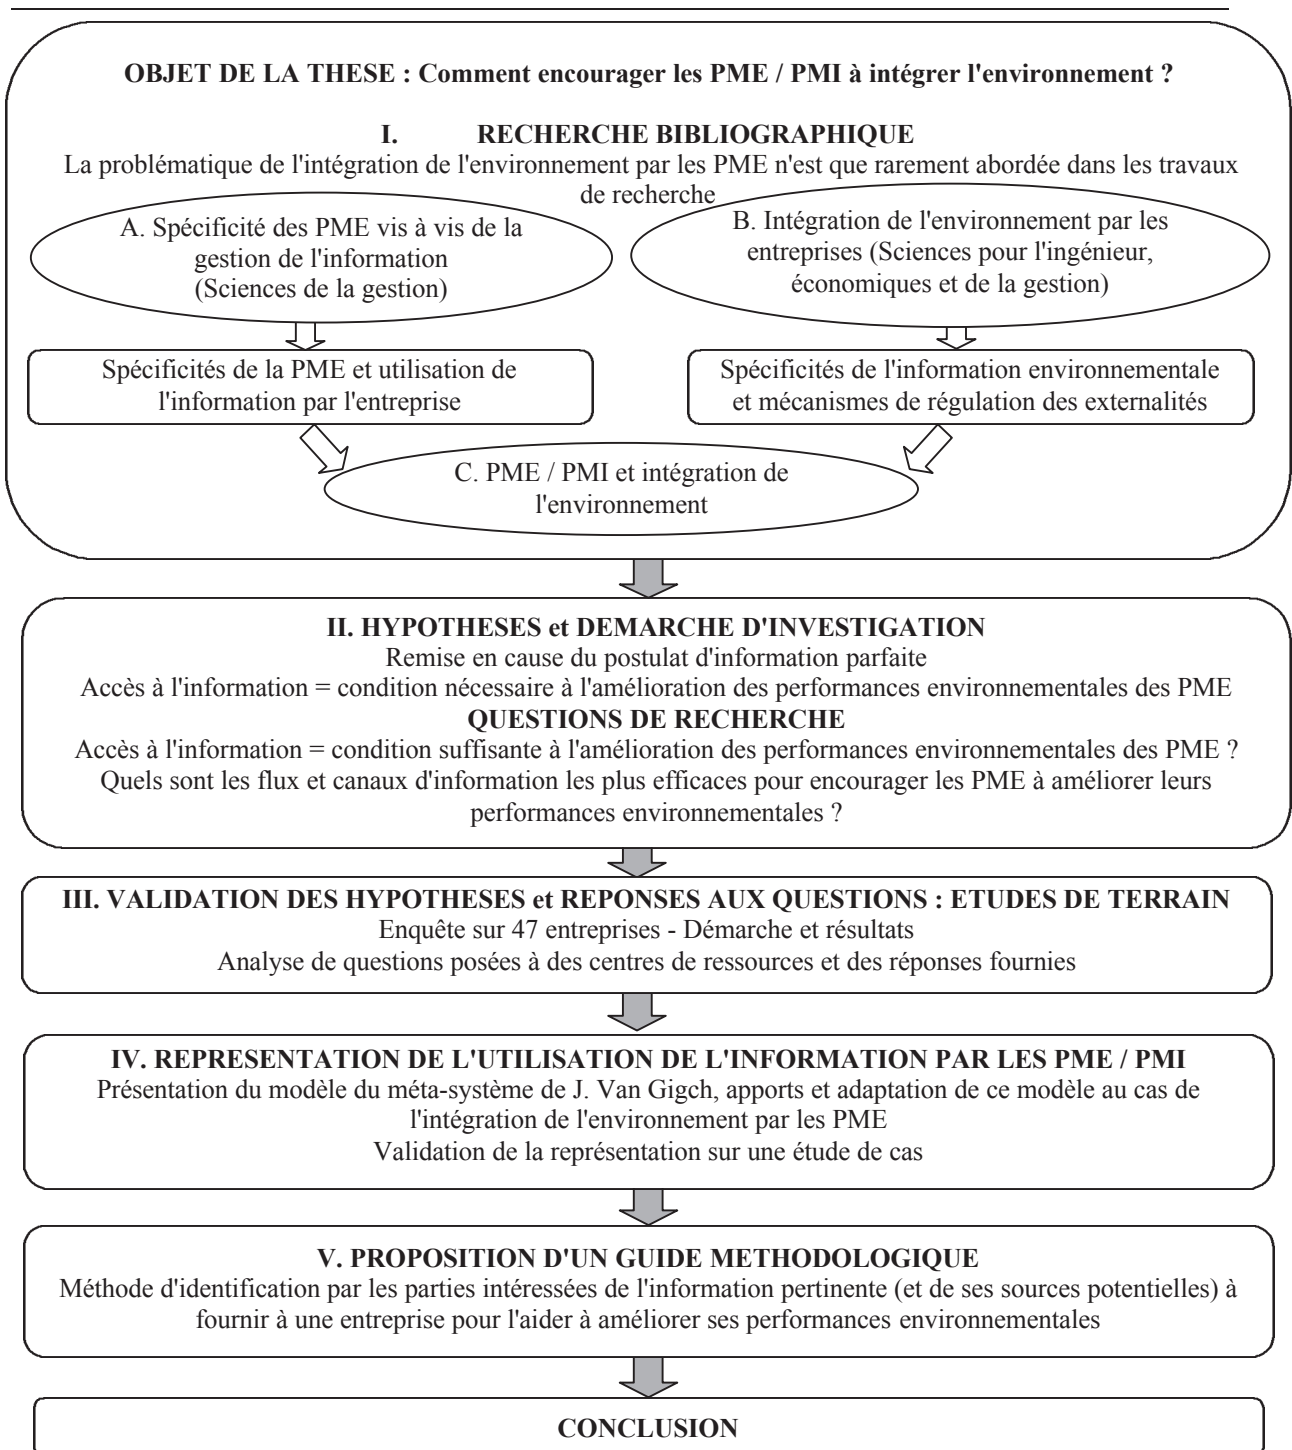 OBJET DE LA THESE : Comment encourager les PME / PMI à intégrer l'environnement ?
I. RECHERCHE BIBLIOGRAPHIQUE
La problématique de l'intégration de l'environnement par les PME n'est que rarement abordée dans les travaux
de recherche
A. Spécificité des PME vis à vis de la
gestion de l'information
(Sciences de la gestion)
B. Intégration de l'environnement par les
entreprises (Sciences pour l'ingénieur,
économiques et de la gestion)
Spécificités de la PME et utilisation de
l'information par l'entreprise
Spécificités de l'information environnementale
et mécanismes de régulation des externalités
C. PME / PMI et intégration de
l'environnement
II. HYPOTHESES et DEMARCHE D'INVESTIGATION
Remise en cause du postulat d'information parfaite
Accès à l'information = condition nécessaire à l'amélioration des performances environnementales des PME
QUESTIONS DE RECHERCHE
Accès à l'information = condition suffisante à l'amélioration des performances environnementales des PME ?
Quels sont les flux et canaux d'information les plus efficaces pour encourager les PME à améliorer leurs
performances environnementales ?
III. VALIDATION DES HYPOTHESES et REPONSES AUX QUESTIONS : ETUDES DE TERRAIN
Enquête sur 47 entreprises - Démarche et résultats
Analyse de questions posées à des centres de ressources et des réponses fournies
IV. REPRESENTATION DE L'UTILISATION DE L'INFORMATION PAR LES PME / PMI
Présentation du modèle du méta-système de J. Van Gigch, apports et adaptation de ce modèle au cas de
l'intégration de l'environnement par les PME
Validation de la représentation sur une étude de cas
V. PROPOSITION D'UN GUIDE METHODOLOGIQUE
Méthode d'identification par les parties intéressées de l'information pertinente (et de ses sources potentielles) à
fournir à une entreprise pour l'aider à améliorer ses performances environnementales
CONCLUSION